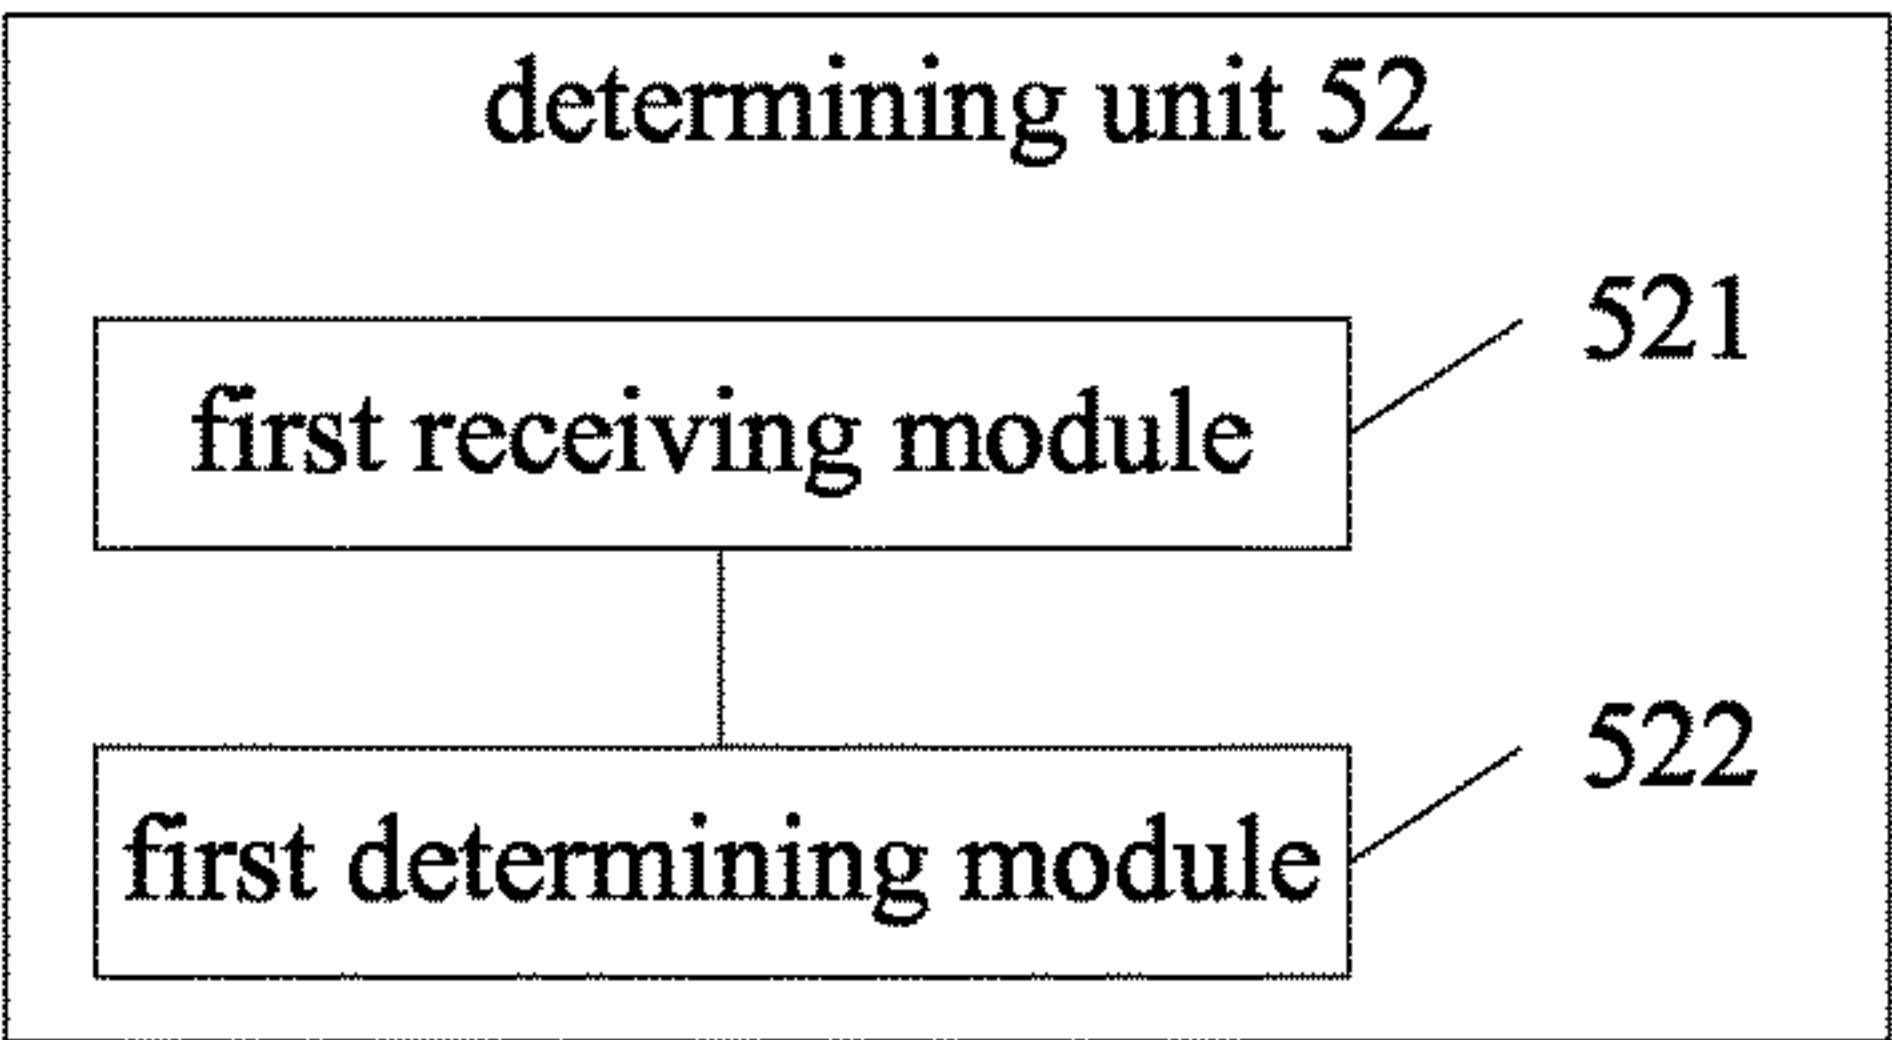 determining unit 52
521
first receiving module
522
first determining module